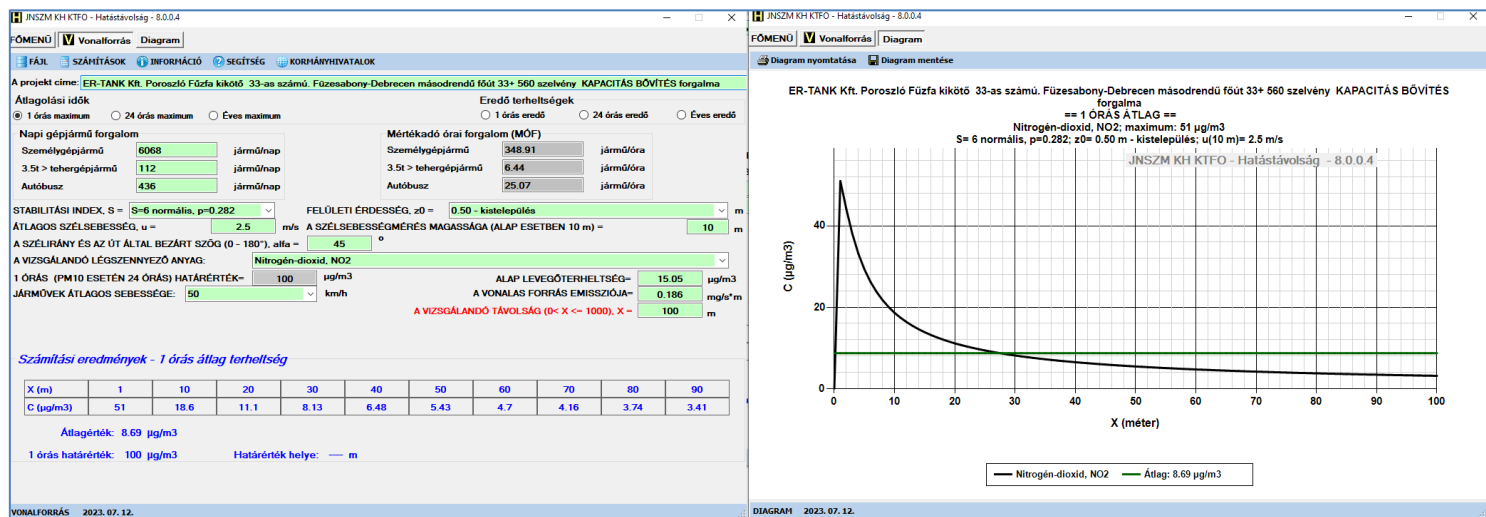 JNSZM KH KTFO - Hatástávolság - 8.0.0.4
FŐMENÜ V Vonalforrás Diagram
FÁJL SZÁMÍTÁSOK INFORMÁCIÓ SEGÍTSÉG KORMÁNYHIVATALOK
A projekt címe: ER-TANK Kft. Poroszló Fűzfa kikötő 33-as számú. Füzesabony-Debrecen másodrendű főút 33+ 560 szelvény KAPACITÁS BŐVÍTÉS forgalma
Átlagolási idők Eredő terheltségek
1 órás maximum 24 órás maximum Éves maximum 1 órás eredő 24 órás eredő Éves eredő
Napi gépjármű forgalom Mértékadó órai forgalom (MÓF)
Személygépjármű 6068 jármű/nap Személygépjármű 348.91 jármű/óra
3.5t > tehergépjármű 112 jármű/nap 3.5t > tehergépjármű 6.44 jármű/óra
Autóbusz 436 jármű/nap Autóbusz 25.07 jármű/óra
STABILITÁSI INDEX, S = S=6 normális, p=0.282 FELÜLETI ÉRDESSÉG, z0 = 0.50 - kistelepülés m
ÁTLAGOS SZÉLSEBESSÉG, u = 2.5 m/s A SZÉLSEBESSÉGMÉRÉS MAGASSÁGA (ALAP ESETBEN 10 m) = 10 m
A SZÉLIRÁNY ÉS AZ ÚT ÁLTAL BEZÁRT SZÖG (0 - 180°), alfa = 45 °
A VIZSGÁLANDÓ LÉGSZENNYEZŐ ANYAG: Nitrogén-dioxid, NO2
1 ÓRÁS (PM10 ESETÉN 24 ÓRÁS) HATÁRÉRTÉK= 100 µg/m3 ALAP LEVEGŐTERHELTSÉG= 15.05 µg/m3
JÁRMŰVEK ÁTLAGOS SEBESSÉGE: 50 km/h A VONALAS FORRÁS EMISSZIÓJA= 0.186 mg/s*m
A VIZSGÁLANDÓ TÁVOLSÁG (0< X <= 1000), X = 100 m
Számítási eredmények - 1 órás átlag terheltség
X (m) 1 10 20 30 40 50 60 70 80 90
C (µg/m3) 51 18.6 11.1 8.13 6.48 5.43 4.7 4.16 3.74 3.41
Átlagérték: 8.69 µg/m3
1 órás határérték: 100 µg/m3 Határérték helye: ---- m
VONALFORRÁS 2023. 07. 12.
JNSZM KH KTFO - Hatástávolság - 8.0.0.4
FŐMENÜ V Vonalforrás Diagram
Diagram nyomtatása Diagram mentése
ER-TANK Kft. Poroszló Fűzfa kikötő 33-as számú. Füzesabony-Debrecen másodrendű főút 33+ 560 szelvény KAPACITÁS BŐVÍTÉS
forgalma
== 1 ÓRÁS ÁTLAG ==
Nitrogén-dioxid, NO2; maximum: 51 µg/m3
S= 6 normális, p=0.282; z0= 0.50 m - kistelepülés; u(10 m)= 2.5 m/s
JNSZM KH KTFO - Hatástávolság - 8.0.0.4
C (µg/m3)
40
20
0
0 10 20 30 40 50 60 70 80 90 100
X (méter)
Nitrogén-dioxid, NO2 Átlag: 8.69 µg/m3
DIAGRAM 2023. 07. 12.